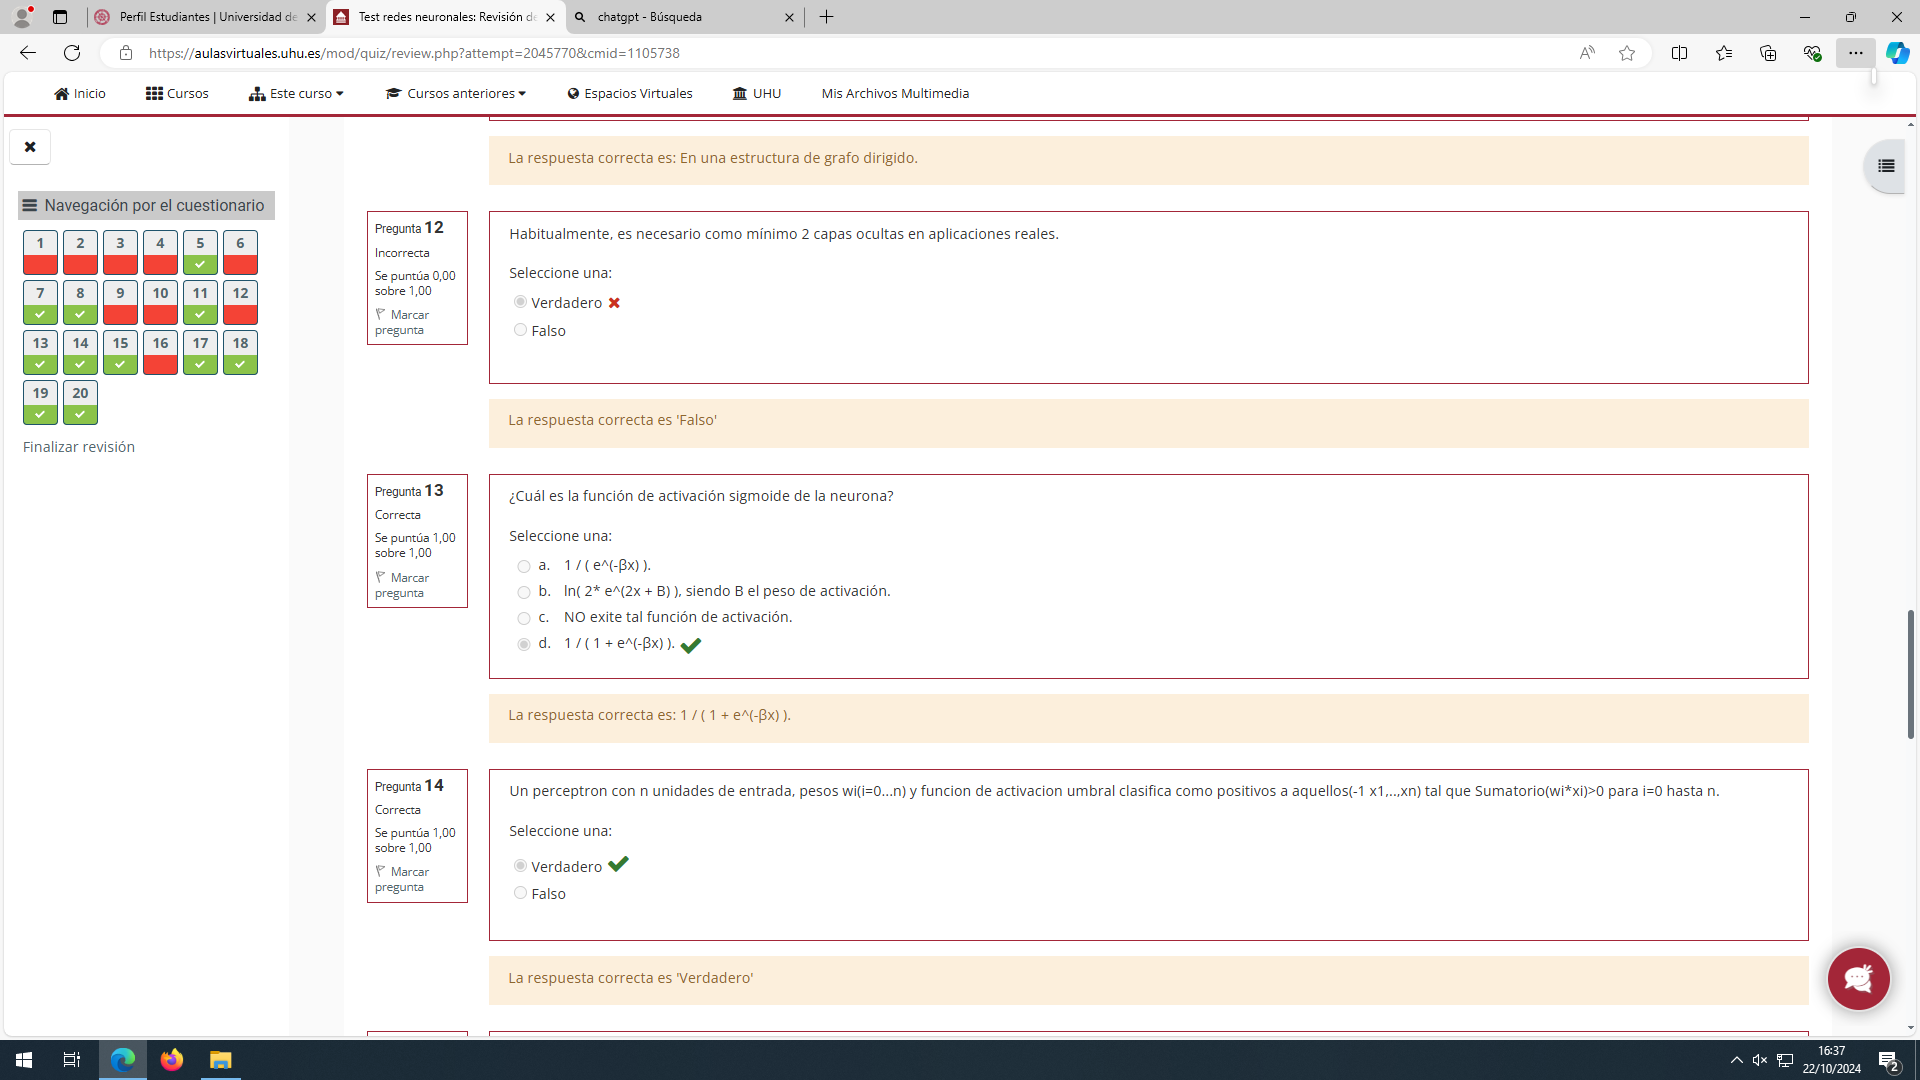 Perfil Estudiantes | Universidad de
Test redes neuronales: Revisión de
chatgpt - Búsqueda
https://aulasvirtuales.uhu.es/mod/quiz/review.php?attempt=2045770&cmid=1105738
Inicio
Cursos
Este curso
Cursos anteriores
Espacios Virtuales
UHU
Mis Archivos Multimedia
Navegación por el cuestionario
1 2 3 4 5 6
7 8 9 10 11 12
13 14 15 16 17 18
19 20
Finalizar revisión
La respuesta correcta es: En una estructura de grafo dirigido.
Pregunta 12
Incorrecta
Se puntúa 0,00
sobre 1,00
Marcar
pregunta
Habitualmente, es necesario como mínimo 2 capas ocultas en aplicaciones reales.
Seleccione una:
Verdadero
Falso
La respuesta correcta es 'Falso'
Pregunta 13
Correcta
Se puntúa 1,00
sobre 1,00
Marcar
pregunta
¿Cuál es la función de activación sigmoide de la neurona?
Seleccione una:
a. 1 / ( e^(-βx) ).
b. ln( 2* e^(2x + B) ), siendo B el peso de activación.
c. NO exite tal función de activación.
d. 1 / ( 1 + e^(-βx) ).
La respuesta correcta es: 1 / ( 1 + e^(-βx) ).
Pregunta 14
Correcta
Se puntúa 1,00
sobre 1,00
Marcar
pregunta
Un perceptron con n unidades de entrada, pesos wi(i=0...n) y funcion de activacion umbral clasifica como positivos a aquellos(-1 x1,..,xn) tal que Sumatorio(wi*xi)>0 para i=0 hasta n.
Seleccione una:
Verdadero
Falso
La respuesta correcta es 'Verdadero'
16:37
22/10/2024
2